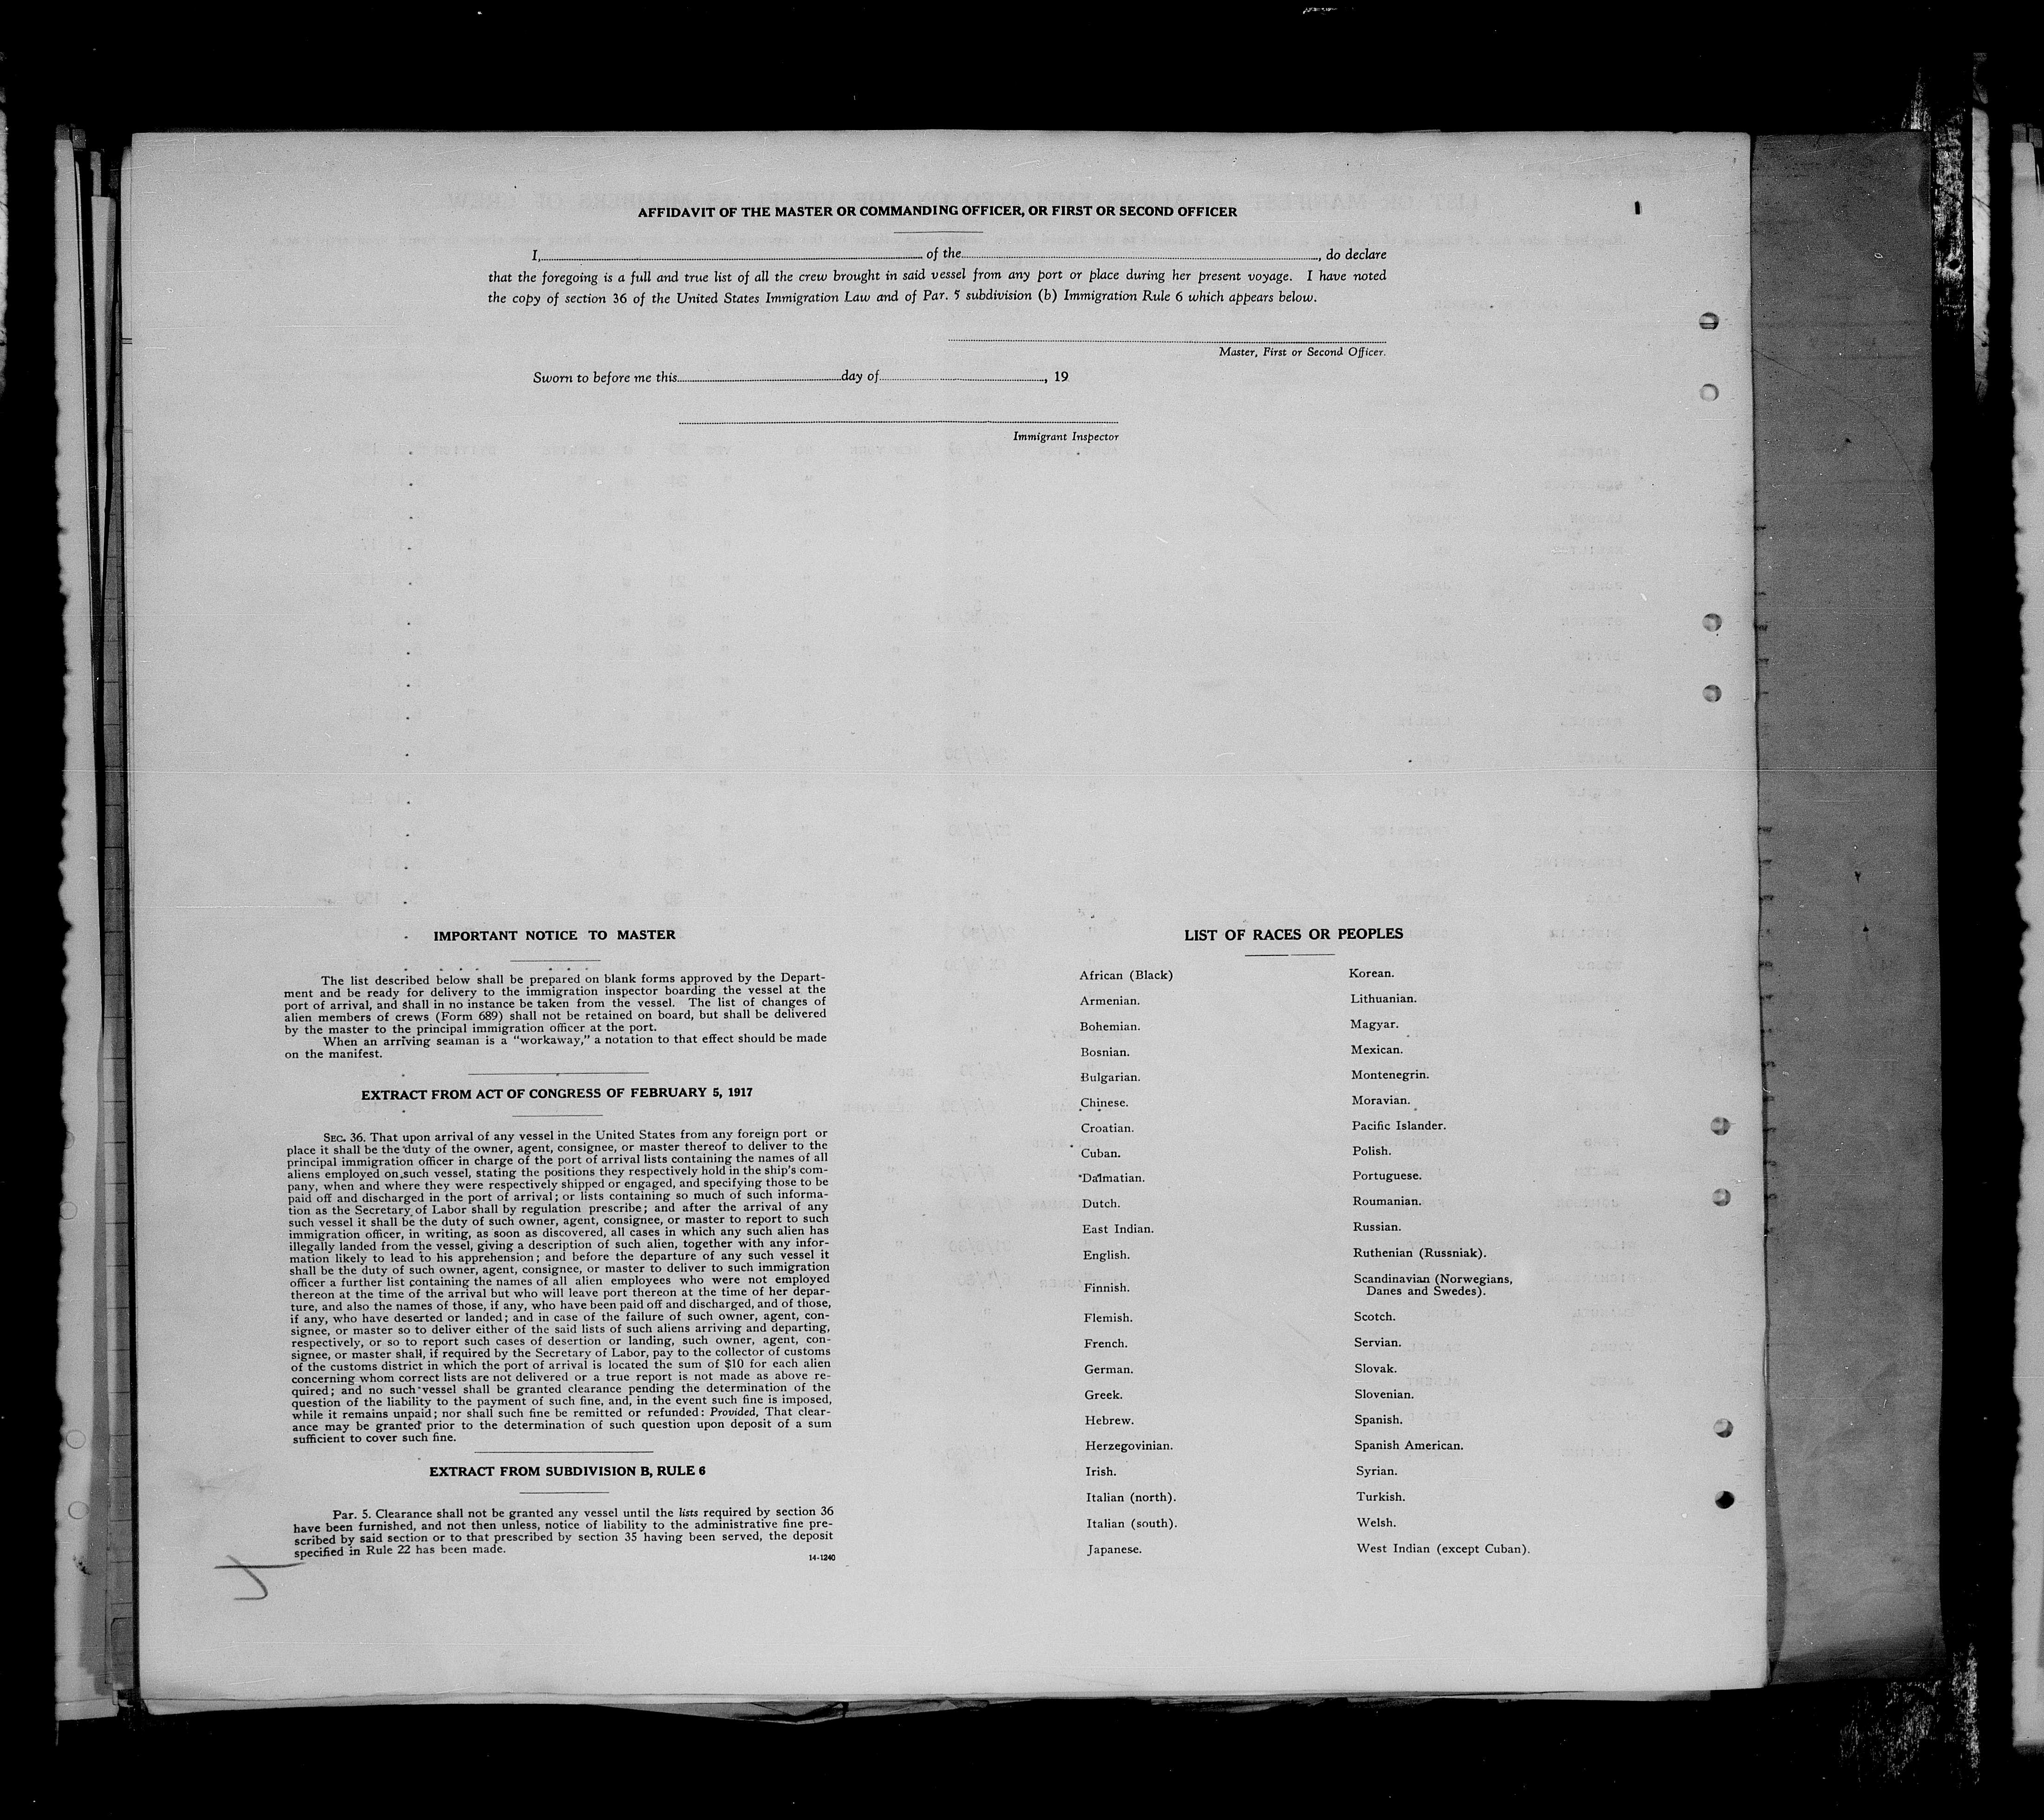 AFFIDAVIT OF THE MASTER OR COMMANDING OFFICER, OR FIRST OR SECOND OFFICER
I, of the , do declare
that the foregoing is a full and true list of all the crew brought in said vessel from any port or place during her present voyage. I have noted
the copy of section 36 of the United States Immigration Law and of Par. 5 subdivision (b) Immigration Rule 6 which appears below.
Master, First or Second Officer.
Sworn to before me this day of , 19
Immigrant Inspector
IMPORTANT NOTICE TO MASTER
The list described below shall be prepared on blank forms approved by the Depart-
ment and be ready for delivery to the immigration inspector boarding the vessel at the
port of arrival, and shall in no instance be taken from the vessel. The list of changes of
alien members of crews (Form 689) shall not be retained on board, but shall be delivered
by the master to the principal immigration officer at the port.
When an arriving seaman is a "workaway," a notation to that effect should be made
on the manifest.
EXTRACT FROM ACT OF CONGRESS OF FEBRUARY 5, 1917
SEC. 36. That upon arrival of any vessel in the United States from any foreign port or
place it shall be the duty of the owner, agent, consignee, or master thereof to deliver to the
principal immigration officer in charge of the port of arrival lists containing the names of all
aliens employed on such vessel, stating the positions they respectively hold in the ship's com-
pany, when and where they were respectively shipped or engaged, and specifying those to be
paid off and discharged in the port of arrival; or lists containing so much of such informa-
tion as the Secretary of Labor shall by regulation prescribe; and after the arrival of any
such vessel it shall be the duty of such owner, agent, consignee, or master to report to such
immigration officer, in writing, as soon as discovered, all cases in which any such alien has
illegally landed from the vessel, giving a description of such alien, together with any infor-
mation likely to lead to his apprehension; and before the departure of any such vessel it
shall be the duty of such owner, agent, consignee, or master to deliver to such immigration
officer a further list containing the names of all alien employees who were not employed
thereon at the time of the arrival but who will leave port thereon at the time of her depar-
ture, and also the names of those, if any, who have been paid off and discharged, and of those,
if any, who have deserted or landed; and in case of the failure of such owner, agent, con-
signee, or master so to deliver either of the said lists of such aliens arriving and departing,
respectively, or so to report such cases of desertion or landing, such owner, agent, con-
signee, or master shall, if required by the Secretary of Labor, pay to the collector of customs
of the customs district in which the port of arrival is located the sum of $10 for each alien
concerning whom correct lists are not delivered or a true report is not made as above re-
quired; and no such vessel shall be granted clearance pending the determination of the
question of the liability to the payment of such fine, and, in the event such fine is imposed,
while it remains unpaid; nor shall such fine be remitted or refunded: Provided, That clear-
ance may be granted prior to the determination of such question upon deposit of a sum
sufficient to cover such fine.
EXTRACT FROM SUBDIVISION B, RULE 6
Par. 5. Clearance shall not be granted any vessel until the lists required by section 36
have been furnished, and not then unless, notice of liability to the administrative fine pre-
scribed by said section or to that prescribed by section 35 having been served, the deposit
specified in Rule 22 has been made.
14-1240
LIST OF RACES OR PEOPLES
African (Black)
Armenian.
Bohemian.
Bosnian.
Bulgarian.
Chinese.
Croatian.
Cuban.
Dalmatian.
Dutch.
East Indian.
English.
Finnish.
Flemish.
French.
German.
Greek.
Hebrew.
Herzegovinian.
Irish.
Italian (north).
Italian (south).
Japanese.
Korean.
Lithuanian.
Magyar.
Mexican.
Montenegrin.
Moravian.
Pacific Islander.
Polish.
Portuguese.
Roumanian.
Russian.
Ruthenian (Russniak).
Scandinavian (Norwegians,
Danes and Swedes).
Scotch.
Servian.
Slovak.
Slovenian.
Spanish.
Spanish American.
Syrian.
Turkish.
Welsh.
West Indian (except Cuban).